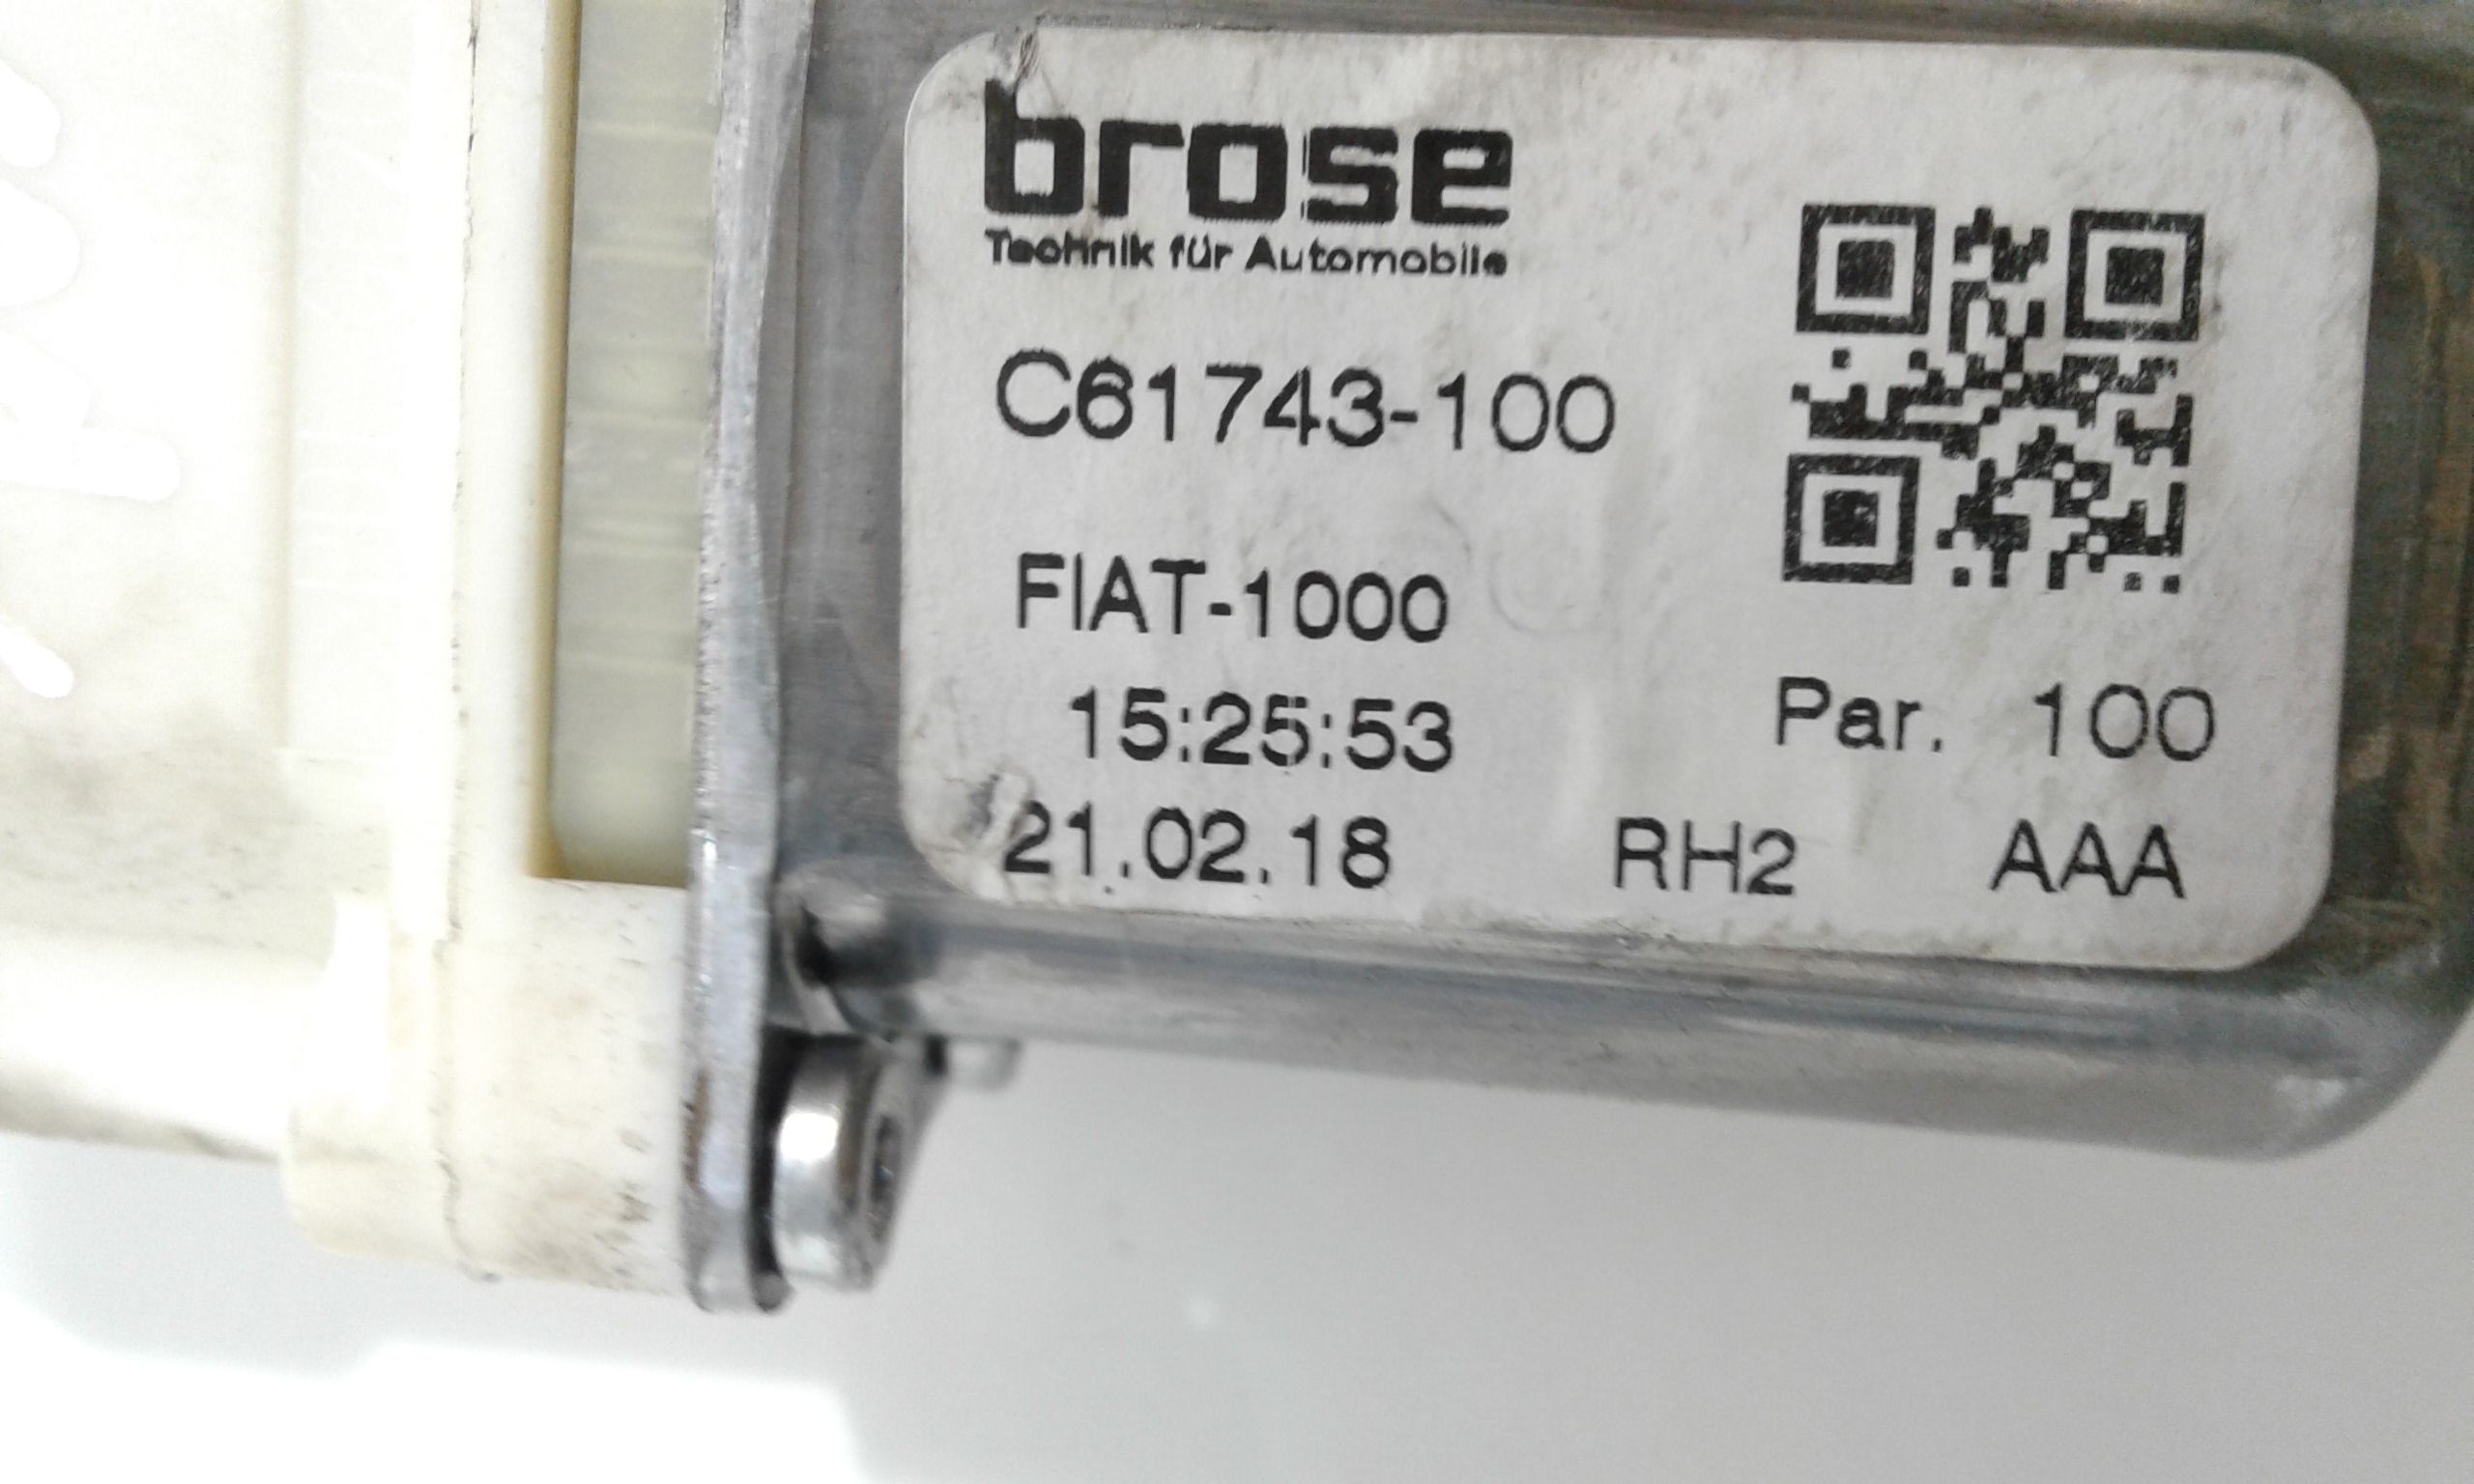 brose
Technik für Automobile
C61743-100
FIAT-1000
15:25:53
Par. 100
21.02.18 RH2 AAA